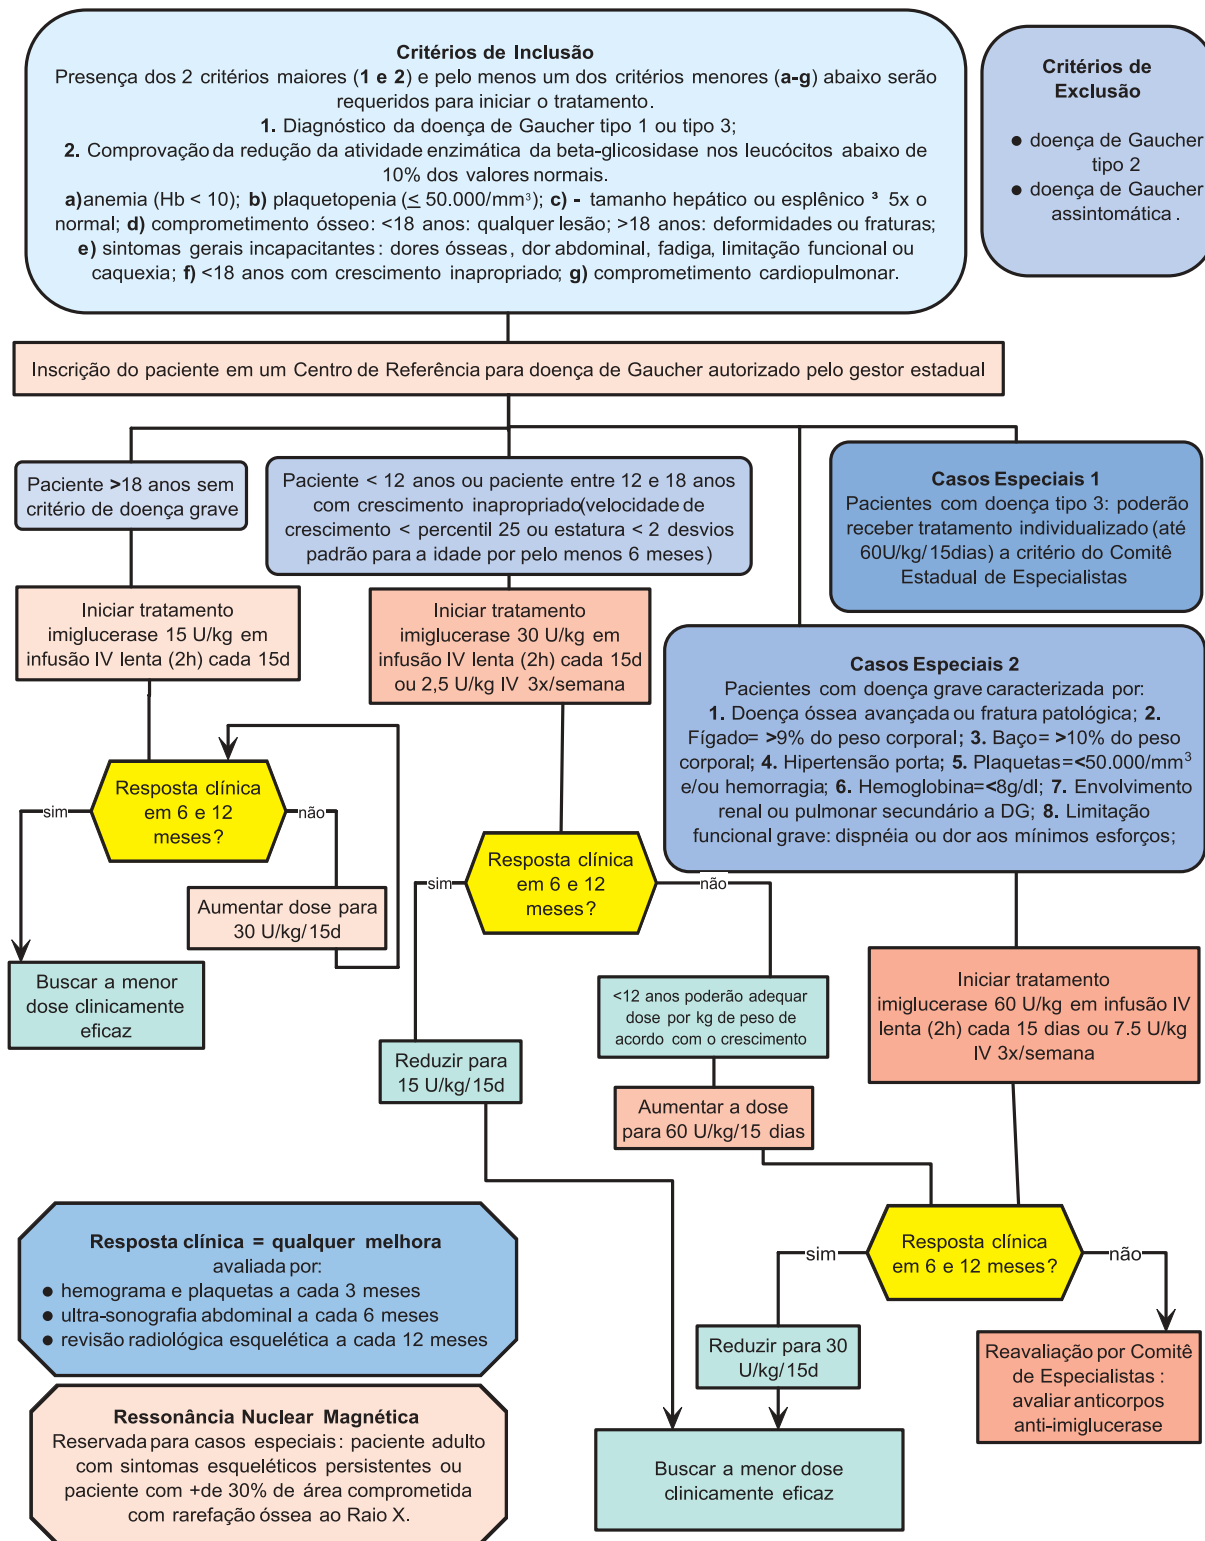 Critérios de Inclusão
Presença dos 2 critérios maiores (1 e 2) e pelo menos um dos critérios menores (a-g) abaixo serão
requeridos para iniciar o tratamento.
1. Diagnóstico da doença de Gaucher tipo 1 ou tipo 3;
2. Comprovação da redução da atividade enzimática da beta-glicosidase nos leucócitos abaixo de
10% dos valores normais.
a)anemia (Hb < 10); b) plaquetopenia (≤ 50.000/mm³); c) - tamanho hepático ou esplênico ³ 5x o
normal; d) comprometimento ósseo: <18 anos: qualquer lesão; >18 anos: deformidades ou fraturas;
e) sintomas gerais incapacitantes: dores ósseas, dor abdominal, fadiga, limitação funcional ou
caquexia; f) <18 anos com crescimento inapropriado; g) comprometimento cardiopulmonar.
Critérios de
Exclusão
● doença de Gaucher
tipo 2
● doença de Gaucher
assintomática.
Inscrição do paciente em um Centro de Referência para doença de Gaucher autorizado pelo gestor estadual
Paciente >18 anos sem
critério de doença grave
Paciente < 12 anos ou paciente entre 12 e 18 anos
com crescimento inapropriado(velocidade de
crescimento < percentil 25 ou estatura < 2 desvios
padrão para a idade por pelo menos 6 meses)
Casos Especiais 1
Pacientes com doença tipo 3: poderão
receber tratamento individualizado (até
60U/kg/15dias) a critério do Comitê
Estadual de Especialistas
Iniciar tratamento
imiglucerase 15 U/kg em
infusão IV lenta (2h) cada 15d
Iniciar tratamento
imiglucerase 30 U/kg em
infusão IV lenta (2h) cada 15d
ou 2,5 U/kg IV 3x/semana
Casos Especiais 2
Pacientes com doença grave caracterizada por:
1. Doença óssea avançada ou fratura patológica; 2.
Fígado= >9% do peso corporal; 3. Baço= >10% do peso
corporal; 4. Hipertensão porta; 5. Plaquetas=<50.000/mm³
e/ou hemorragia; 6. Hemoglobina=<8g/dl; 7. Envolvimento
renal ou pulmonar secundário a DG; 8. Limitação
funcional grave: dispnéia ou dor aos mínimos esforços;
Resposta clínica
em 6 e 12
meses?
sim
não
Aumentar dose para
30 U/kg/15d
Buscar a menor
dose clinicamente
eficaz
Resposta clínica
em 6 e 12
meses?
sim
não
<12 anos poderão adequar
dose por kg de peso de
acordo com o crescimento
Reduzir para
15 U/kg/15d
Aumentar a dose
para 60 U/kg/15 dias
Iniciar tratamento
imiglucerase 60 U/kg em infusão IV
lenta (2h) cada 15 dias ou 7.5 U/kg
IV 3x/semana
Resposta clínica
em 6 e 12 meses?
sim
não
Reduzir para 30
U/kg/15d
Reavaliação por Comitê
de Especialistas:
avaliar anticorpos
anti-imiglucerase
Buscar a menor dose
clinicamente eficaz
Resposta clínica = qualquer melhora
avaliada por:
● hemograma e plaquetas a cada 3 meses
● ultra-sonografia abdominal a cada 6 meses
● revisão radiológica esquelética a cada 12 meses
Ressonância Nuclear Magnética
Reservada para casos especiais: paciente adulto
com sintomas esqueléticos persistentes ou
paciente com +de 30% de área comprometida
com rarefação óssea ao Raio X.